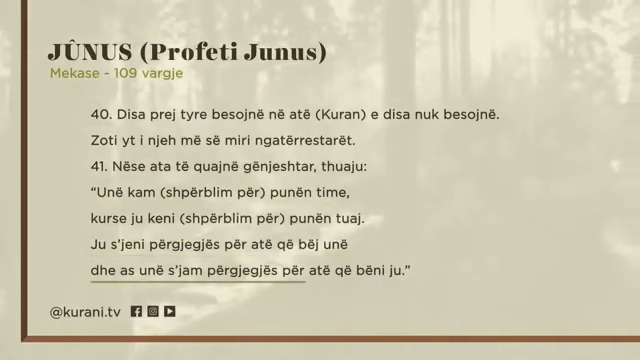 JÛNUS (Profeti Junus)
Mekase - 109 vargje
40. Disa prej tyre besojnë në atë (Kuran) e disa nuk besojnë.
Zoti yt i njeh më së miri ngatërrestarët.
41. Nëse ata të quajnë gënjeshtar, thuaju:
“Unë kam (shpërblim për) punën time,
kurse ju keni (shpërblim për) punën tuaj.
Ju s’jeni përgjegjës për atë që bëj unë
dhe as unë s’jam përgjegjës për atë që bëni ju.”
@kurani.tv